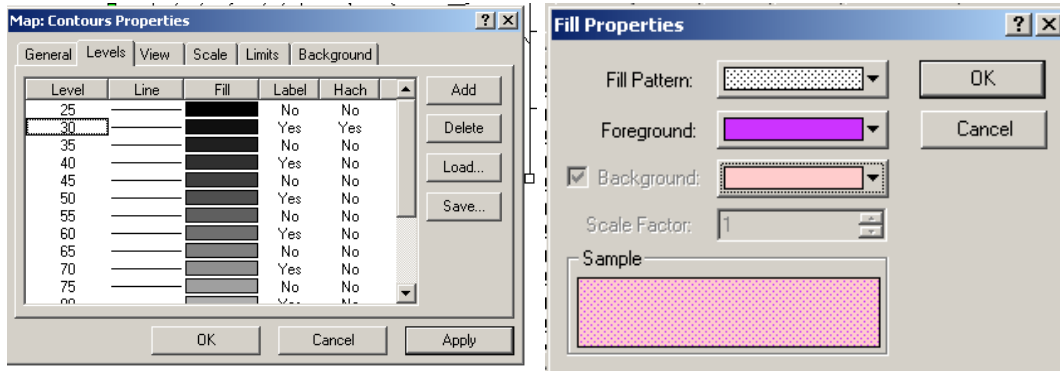 Map: Contours Properties
General Levels View Scale Limits Background
Level Line Fill Label Hach
25 No No
30 Yes Yes
35 No No
40 Yes No
45 No No
50 Yes No
55 No No
60 Yes No
65 No No
70 Yes No
75 No No
Add
Delete
Load...
Save...
OK Cancel Apply
Fill Properties
Fill Pattern:
Foreground:
Background:
Scale Factor: 1
Sample
OK
Cancel